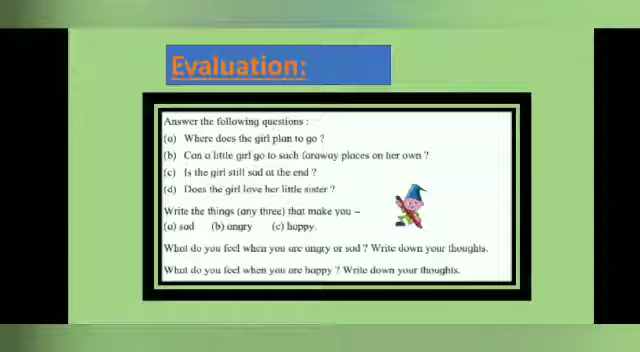 Evaluation:
Answer the following questions :
(a) Where does the girl plan to go ?
(b) Can a little girl go to such faraway places on her own ?
(c) Is the girl still sad at the end ?
(d) Does the girl love her little sister ?
Write the things (any three) that make you –
(a) sad (b) angry (c) happy.
What do you feel when you are angry or sad ? Write down your thoughts.
What do you feel when you are happy ? Write down your thoughts.